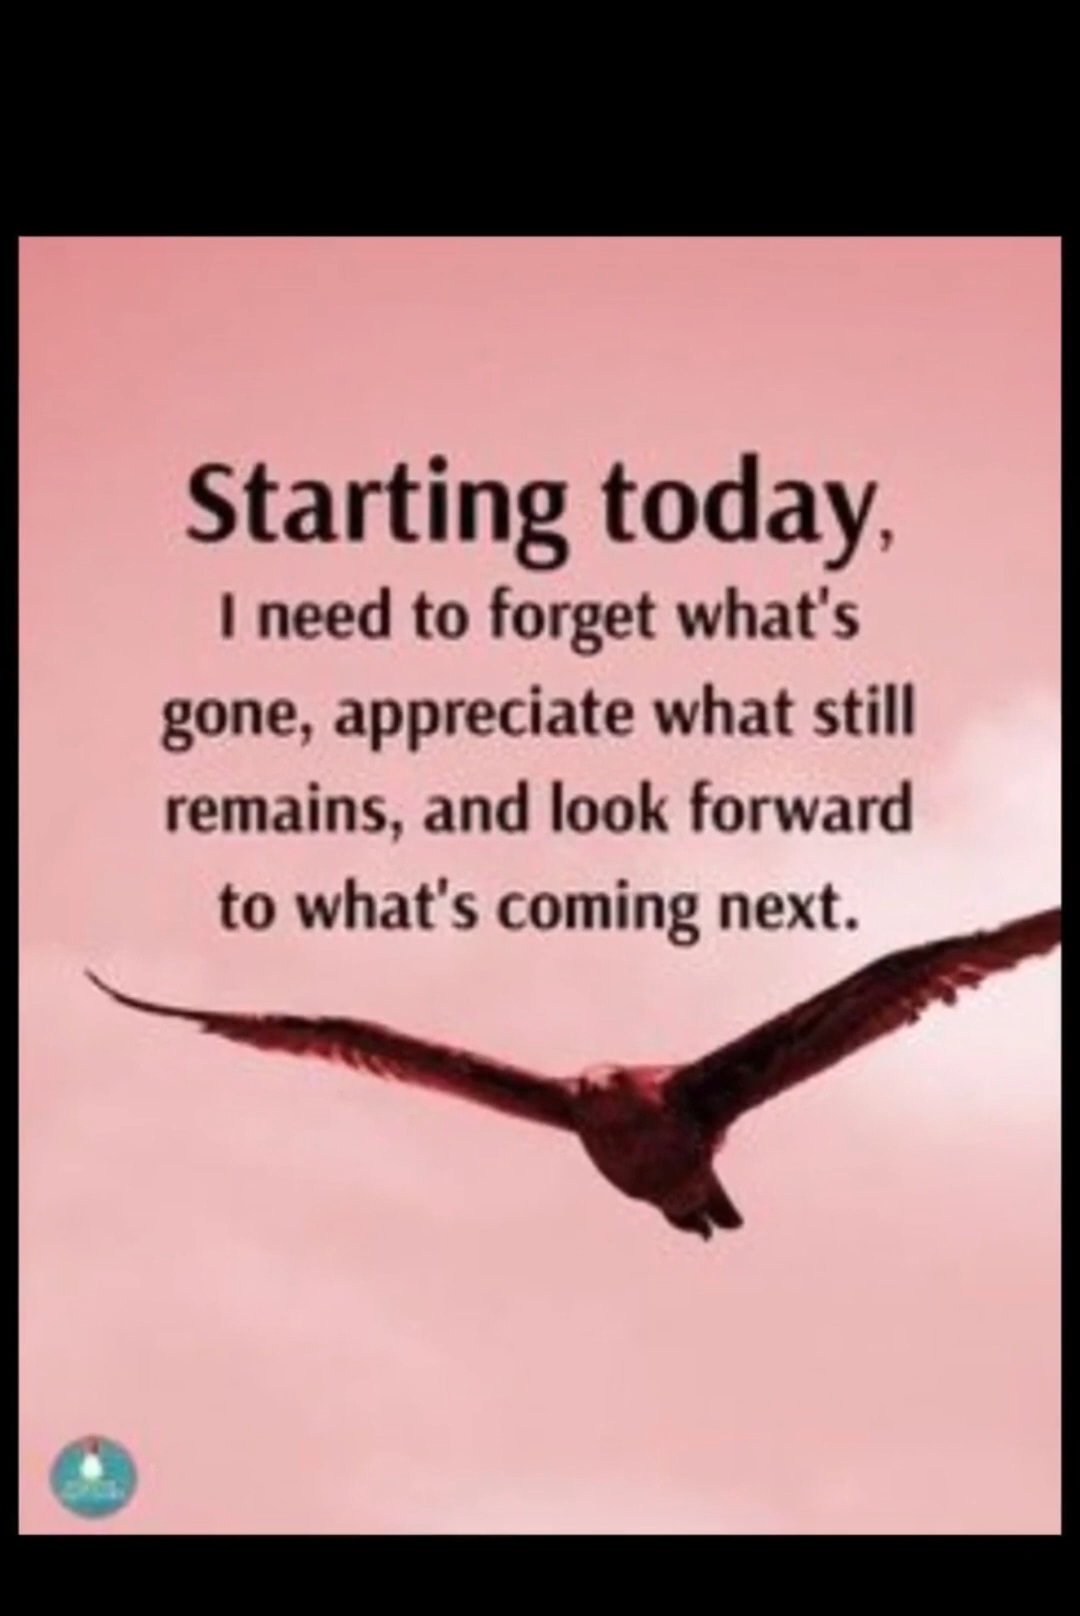 Starting today,
I need to forget what's
gone, appreciate what still
remains, and look forward
to what's coming next.